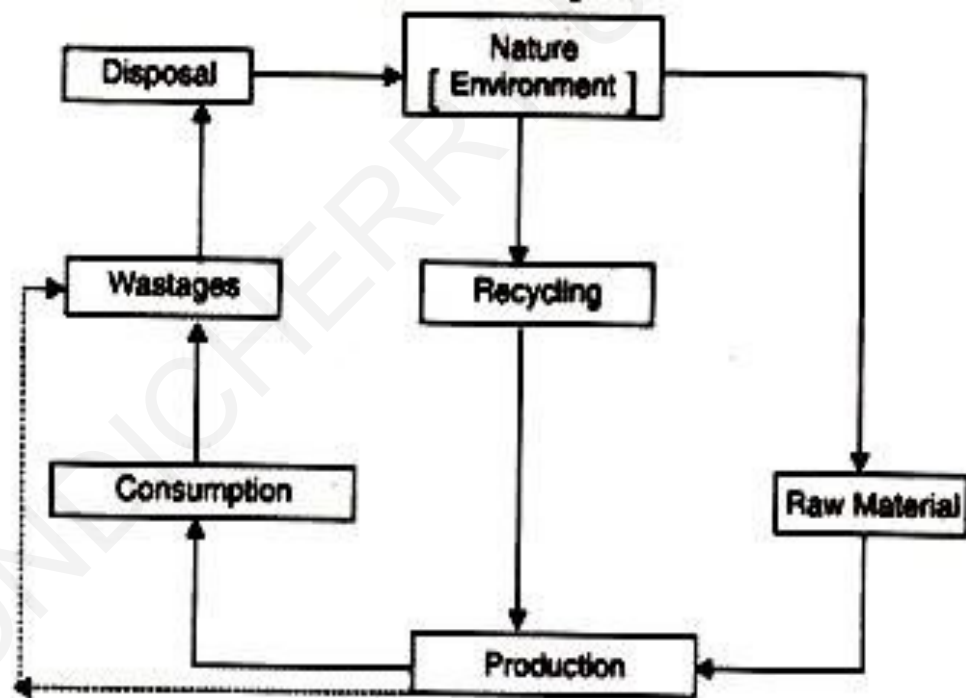 Nature
[ Environment ]
Disposal
Wastages
Recycling
Consumption
Raw Material
Production